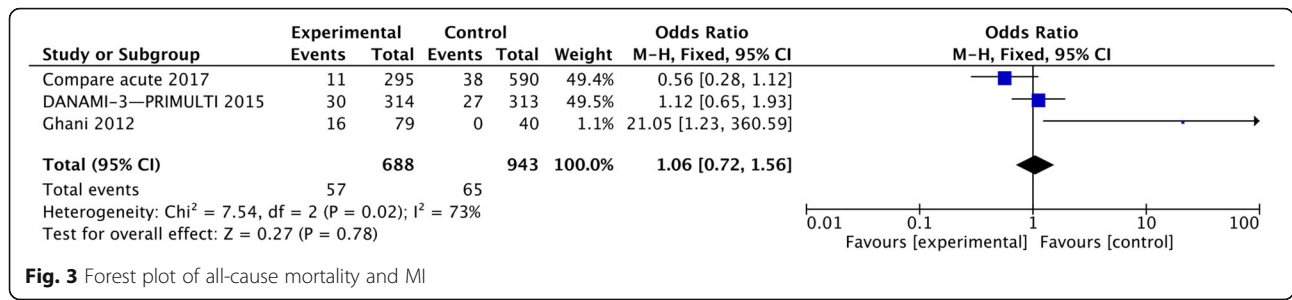 Experimental Control Odds Ratio Odds Ratio
Study or Subgroup Events Total Events Total Weight M-H, Fixed, 95% CI M-H, Fixed, 95% CI
Compare acute 2017 11 295 38 590 49.4% 0.56 [0.28, 1.12]
DANAMI-3—PRIMULTI 2015 30 314 27 313 49.5% 1.12 [0.65, 1.93]
Ghani 2012 16 79 0 40 1.1% 21.05 [1.23, 360.59]
Total (95% CI) 688 943 100.0% 1.06 [0.72, 1.56]
Total events 57 65
Heterogeneity: Chi² = 7.54, df = 2 (P = 0.02); I² = 73%
Test for overall effect: Z = 0.27 (P = 0.78)
0.01 0.1 1 10 100
Favours [experimental] Favours [control]
Fig. 3 Forest plot of all-cause mortality and MI